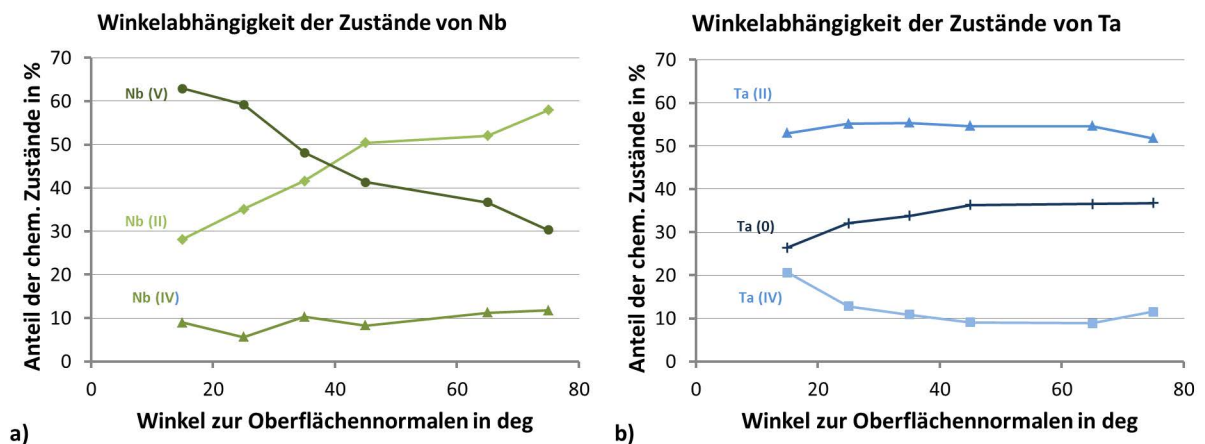 Winkelabhängigkeit der Zustände von Nb
Anteil der chem. Zustände in %
70
60
50
40
30
20
10
0
Nb (V)
Nb (II)
Nb (IV)
0 20 40 60 80
Winkel zur Oberflächennormalen in deg
a)
Winkelabhängigkeit der Zustände von Ta
Anteil der chem. Zustände in %
70
60
50
40
30
20
10
0
Ta (II)
Ta (0)
Ta (IV)
0 20 40 60 80
Winkel zur Oberflächennormalen in deg
b)